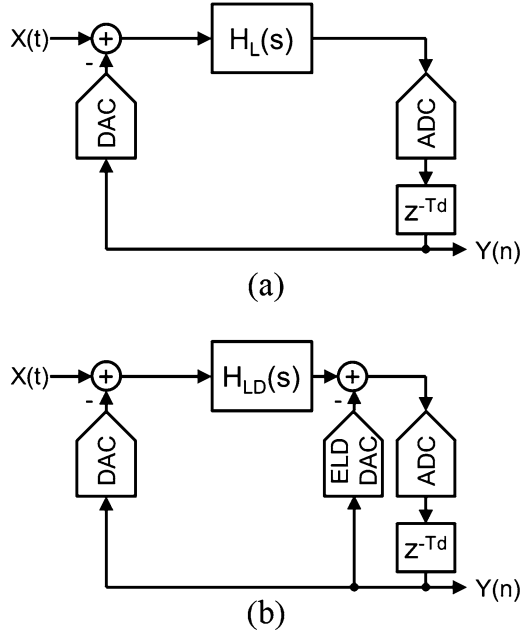 X(t)
+
-
H_L(s)
DAC
ADC
z^-Td
Y(n)
(a)
X(t)
+
-
H_LD(s)
+
-
DAC
ELD
DAC
ADC
z^-Td
Y(n)
(b)